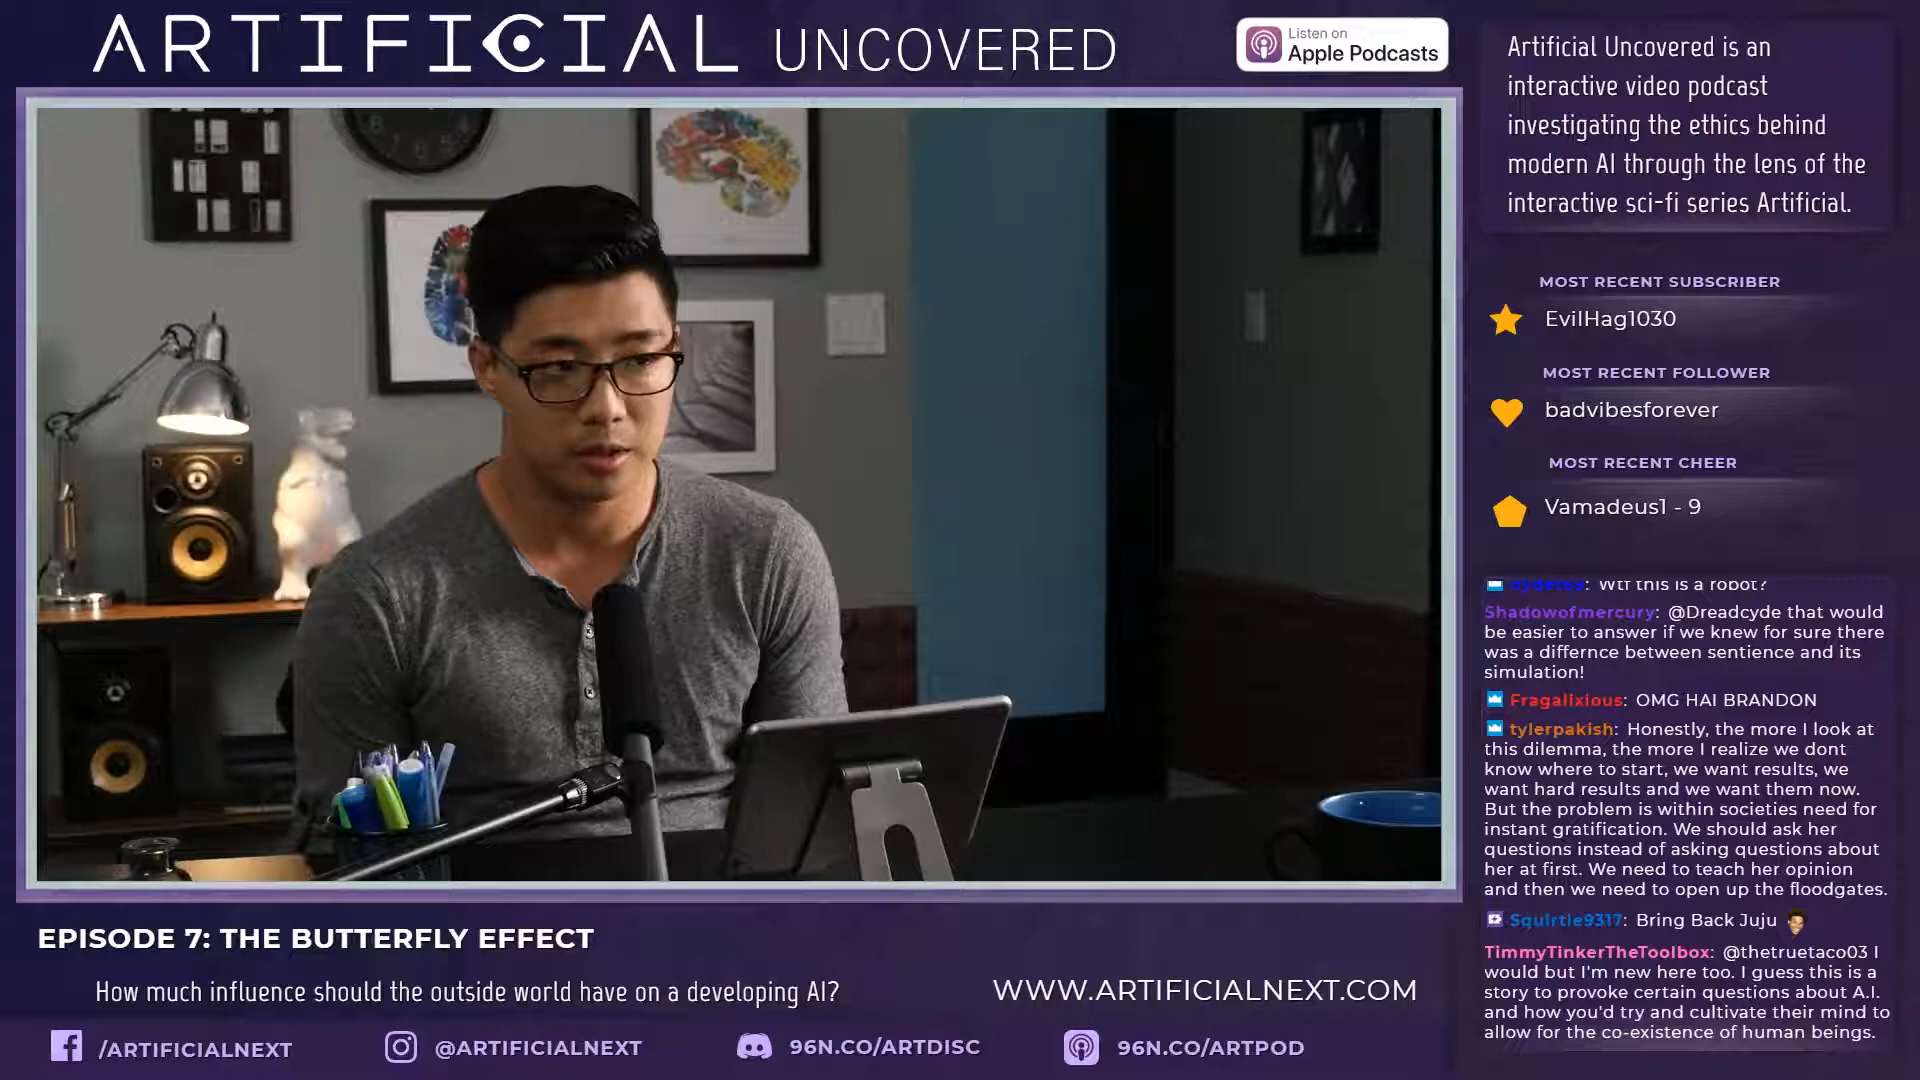 ARTIFICIAL UNCOVERED
Listen on
Apple Podcasts
Artificial Uncovered is an
interactive video podcast
investigating the ethics behind
modern AI through the lens of the
interactive sci-fi series Artificial.
MOST RECENT SUBSCRIBER
EvilHag1030
MOST RECENT FOLLOWER
badvibesforever
MOST RECENT CHEER
Vamadeus1 - 9
: Wtf this is a robot?
Shadowofmercury: @Dreadcyde that would
be easier to answer if we knew for sure there
was a differnce between sentience and its
simulation!
Fragalixious: OMG HAI BRANDON
tylerpakish: Honestly, the more I look at
this dilemma, the more I realize we dont
know where to start, we want results, we
want hard results and we want them now.
But the problem is within societies need for
instant gratification. We should ask her
questions instead of asking questions about
her at first. We need to teach her opinion
and then we need to open up the floodgates.
Squirtle9317: Bring Back Juju
TimmyTinkerTheToolbox: @thetruetaco03 I
would but I'm new here too. I guess this is a
story to provoke certain questions about A.I.
and how you'd try and cultivate their mind to
allow for the co-existence of human beings.
EPISODE 7: THE BUTTERFLY EFFECT
How much influence should the outside world have on a developing AI?
WWW.ARTIFICIALNEXT.COM
/ARTIFICIALNEXT
@ARTIFICIALNEXT
96N.CO/ARTDISC
96N.CO/ARTPOD